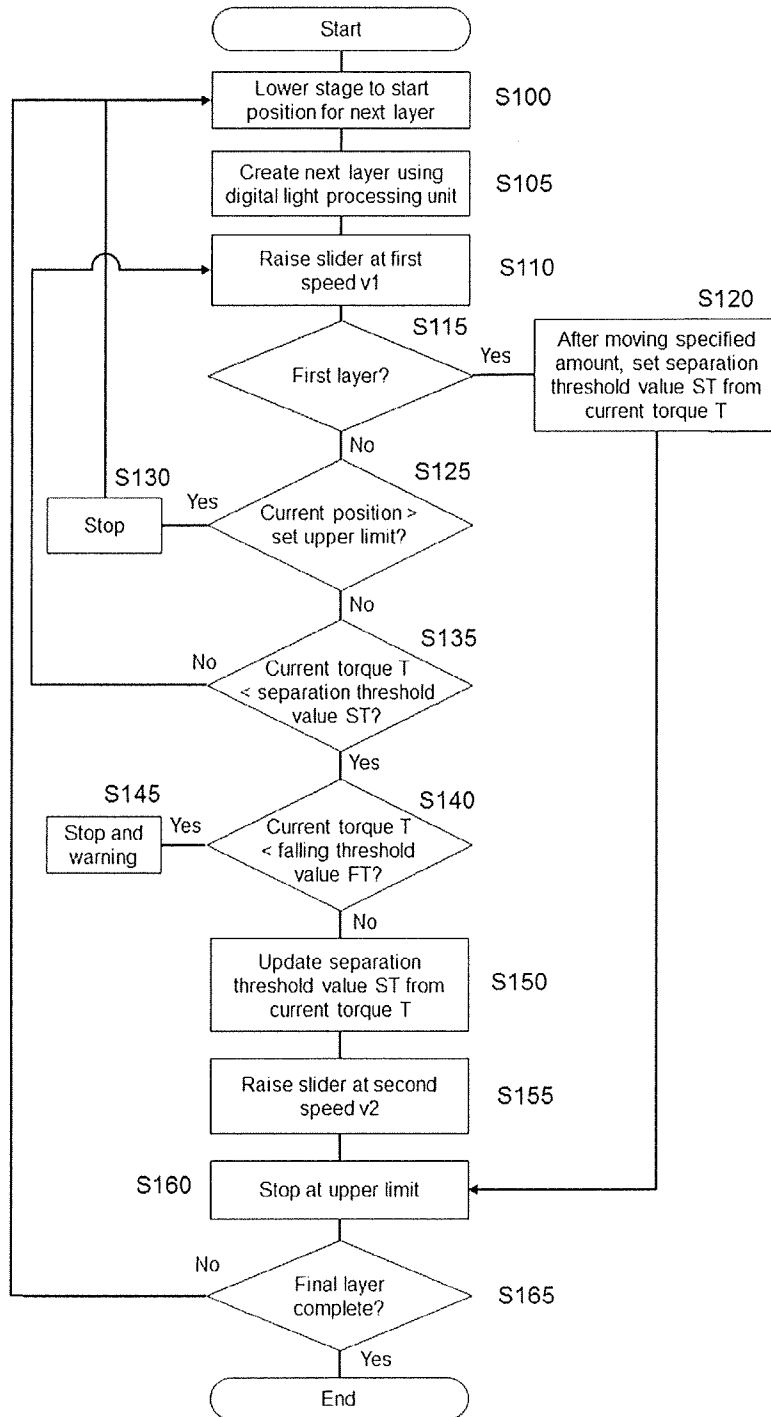 Start
Lower stage to start
position for next layer
S100
Create next layer using
digital light processing unit
S105
Raise slider at first
speed v1
S110
S115
First layer?
Yes
No
S120
After moving specified
amount, set separation
threshold value ST from
current torque T
S125
Current position >
set upper limit?
Yes
No
S130
Stop
S135
Current torque T
< separation threshold
value ST?
No
Yes
S140
Current torque T
< falling threshold
value FT?
Yes
No
S145
Stop and
warning
Update separation
threshold value ST from
current torque T
S150
Raise slider at second
speed v2
S155
S160
Stop at upper limit
No
Final layer
complete?
S165
Yes
End